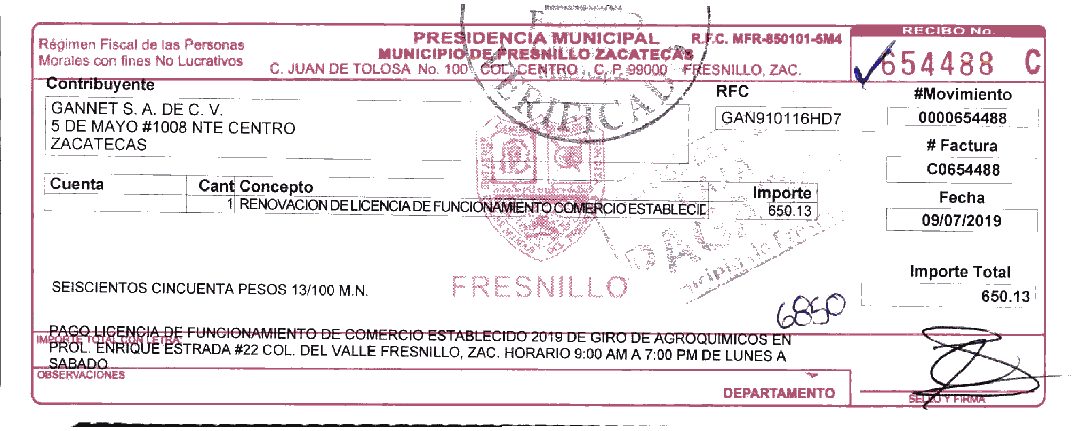 Régimen Fiscal de las Personas
Morales con fines No Lucrativos
PRESIDENCIA MUNICIPAL R.F.C. MFR-850101-5M4
MUNICIPIO DE FRESNILLO ZACATECAS
C. JUAN DE TOLOSA No. 100 COL. CENTRO C. P. 99000 FRESNILLO, ZAC.
RECIBO No.
654488 C
VERIFICAD
Contribuyente
GANNET S. A. DE C. V.
5 DE MAYO #1008 NTE CENTRO
ZACATECAS
RFC
GAN910116HD7
#Movimiento
0000654488
# Factura
C0654488
Fecha
09/07/2019
Cuenta Cant Concepto Importe
1 RENOVACION DE LICENCIA DE FUNCIONAMIENTO COMERCIO ESTABLECID 650.13
FRESNILLO
Importe Total
650.13
SEISCIENTOS CINCUENTA PESOS 13/100 M.N.
6850
PAGO LICENCIA DE FUNCIONAMIENTO DE COMERCIO ESTABLECIDO 2019 DE GIRO DE AGROQUIMICOS EN
IMPORTE TOTAL CON LETRA
PROL. ENRIQUE ESTRADA #22 COL. DEL VALLE FRESNILLO, ZAC. HORARIO 9:00 AM A 7:00 PM DE LUNES A
SABADO
OBSERVACIONES
DEPARTAMENTO
SELLO Y FIRMA